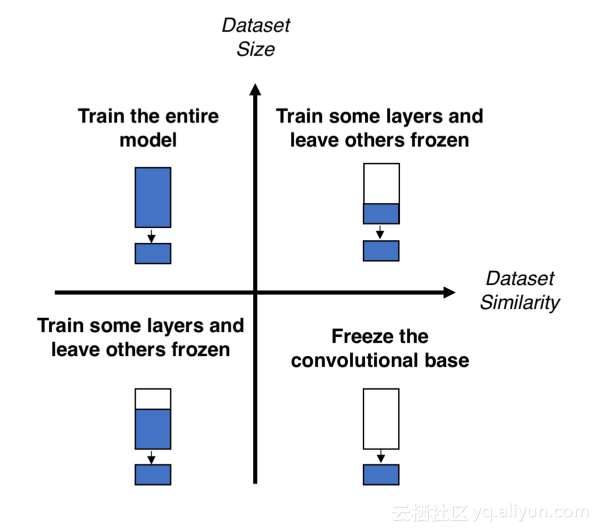 Dataset
Size
Train the entire
model
Train some layers and
leave others frozen
Dataset
Similarity
Train some layers and
leave others frozen
Freeze the
convolutional base
云栖社区 yq.aliyun.com